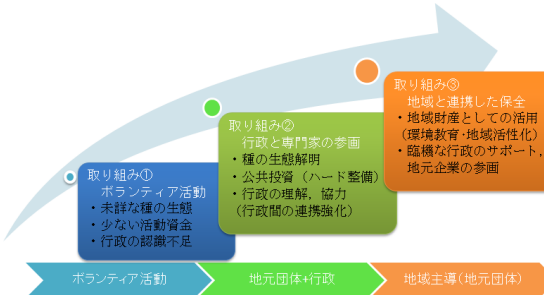 取り組み①
ボランティア活動
・未詳な種の生態
・少ない活動資金
・行政の認識不足
取り組み②
行政と専門家の参画
・種の生態解明
・公共投資（ハード整備）
・行政の理解，協力
（行政間の連携強化）
取り組み③
地域と連携した保全
・地域財産としての活用
（環境教育・地域活性化）
・臨機な行政のサポート，
地元企業の参画
ボランティア活動
地元団体+行政
地域主導（地元団体）